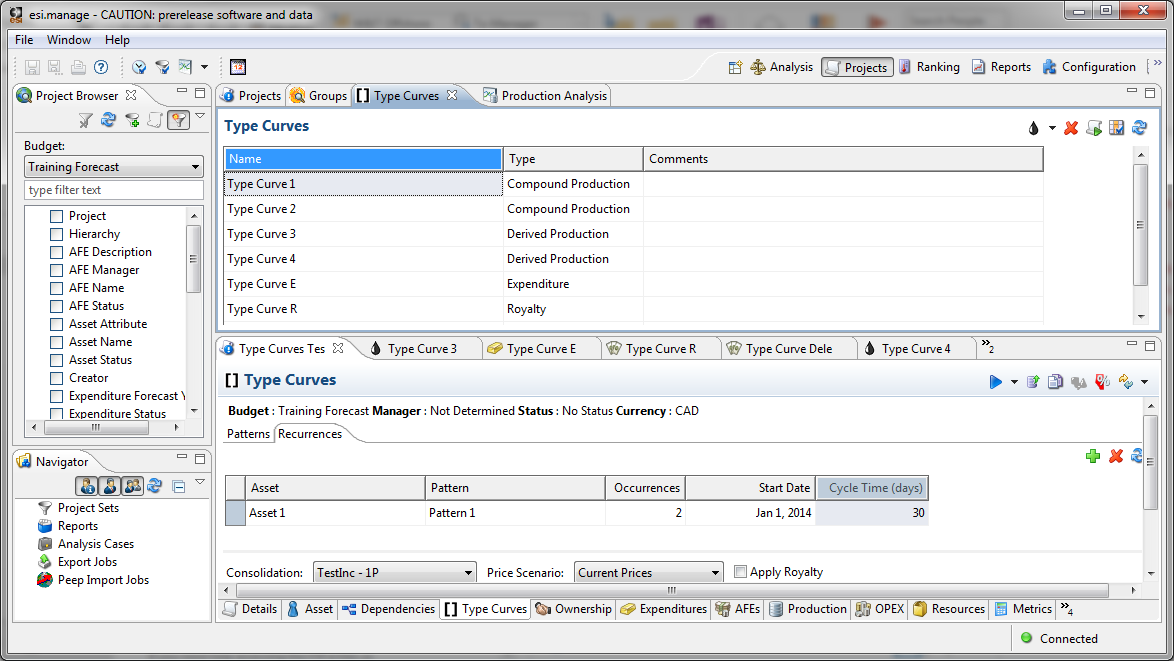 esi.manage - CAUTION: prerelease software and data
File Window Help
12
Analysis Projects Ranking Reports Configuration »
Project Browser
Budget:
Training Forecast
type filter text
Project
Hierarchy
AFE Description
AFE Manager
AFE Name
AFE Status
Asset Attribute
Asset Name
Asset Status
Creator
Expenditure Forecast Y
Expenditure Status
Navigator
Project Sets
Reports
Analysis Cases
Export Jobs
Peep Import Jobs
Projects Groups [] Type Curves Production Analysis
Type Curves
Name Type Comments
Type Curve 1 Compound Production
Type Curve 2 Compound Production
Type Curve 3 Derived Production
Type Curve 4 Derived Production
Type Curve E Expenditure
Type Curve R Royalty
Type Curves Tes Type Curve 3 Type Curve E Type Curve R Type Curve Dele Type Curve 4 »2
[] Type Curves
Budget : Training Forecast Manager : Not Determined Status : No Status Currency : CAD
Patterns Recurrences
Asset Pattern Occurrences Start Date Cycle Time (days)
Asset 1 Pattern 1 2 Jan 1, 2014 30
Consolidation: TestInc - 1P Price Scenario: Current Prices Apply Royalty
Details Asset Dependencies [] Type Curves Ownership Expenditures AFEs Production OPEX Resources Metrics »4
Connected